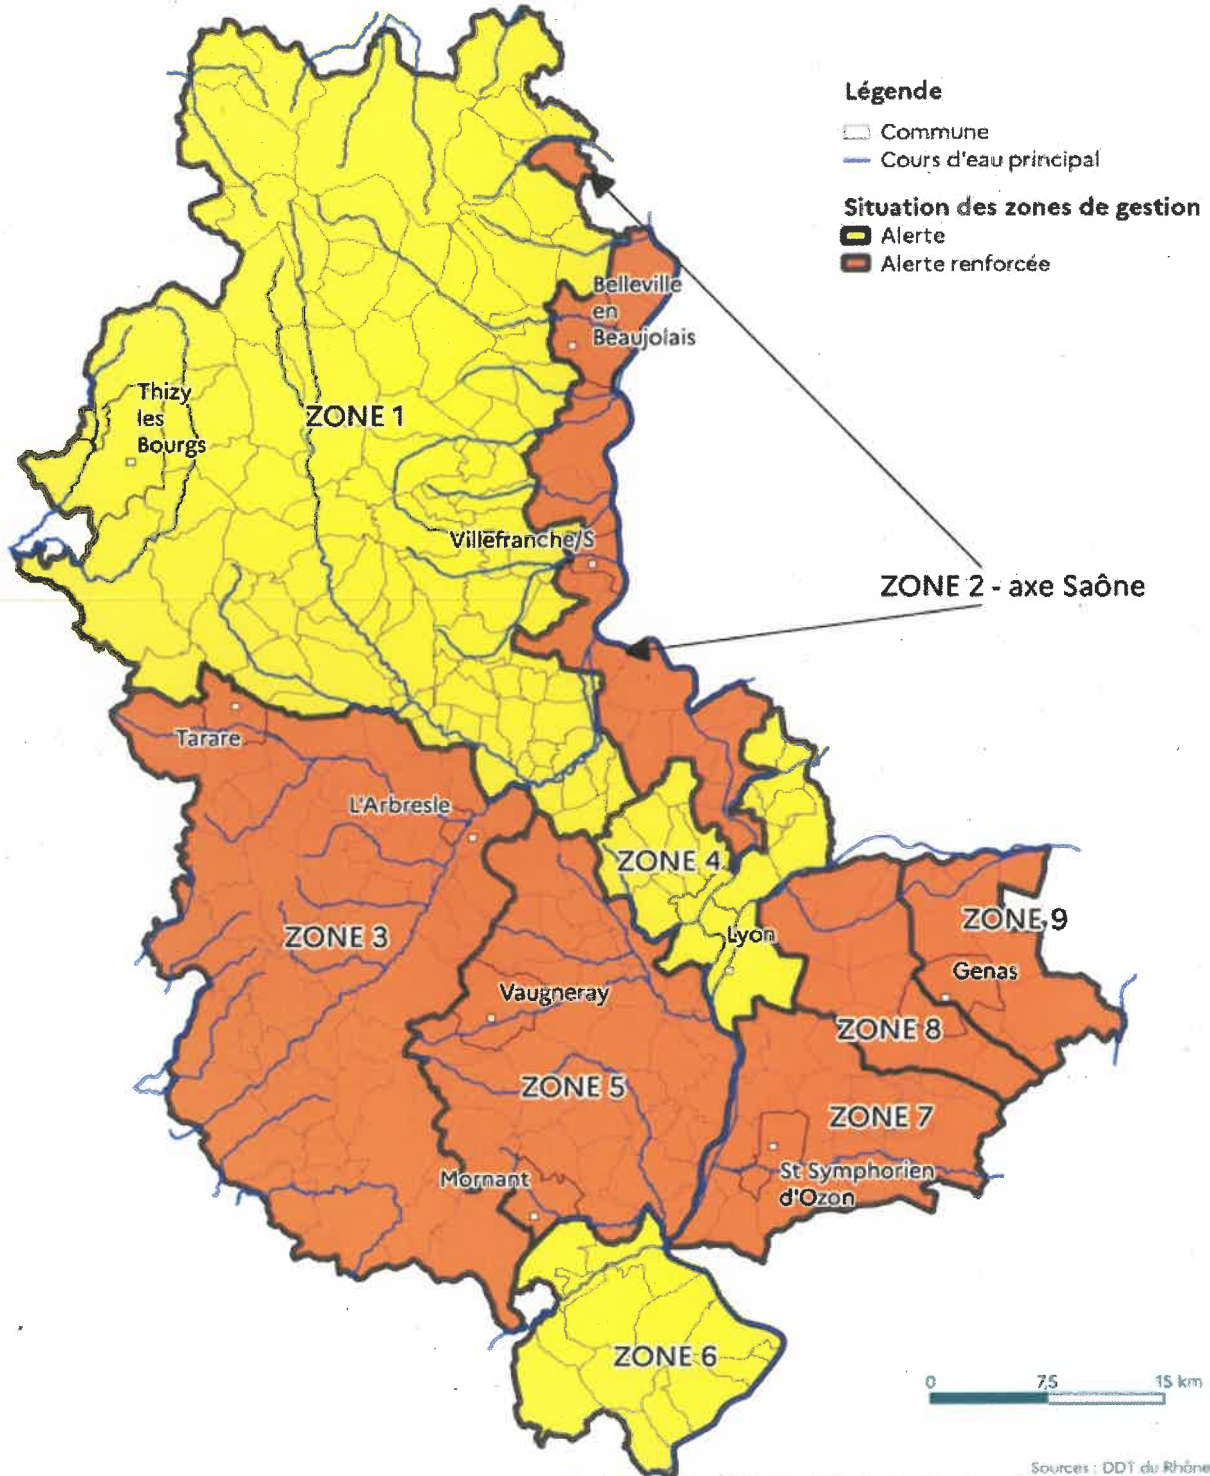 Légende
Commune
Cours d'eau principal
Situation des zones de gestion
Alerte
Alerte renforcée
Belleville
en
Beaujolais
Thizy
les
Bourgs
ZONE 1
Villefranche/S
ZONE 2 - axe Saône
Tarare
L'Arbresle
ZONE 4
ZONE 3
Lyon
ZONE 9
Genas
Vaugneray
ZONE 8
ZONE 5
ZONE 7
Mornant
St Symphorien
d'Ozon
ZONE 6
0 7,5 15 km
Sources : DDT du Rhône